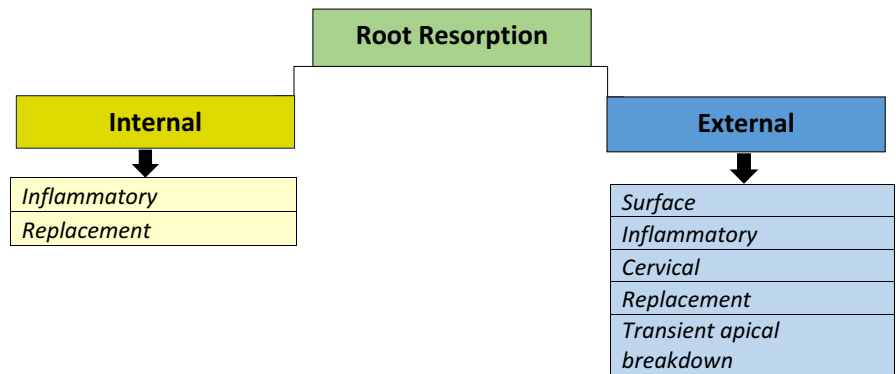 Root Resorption
Internal
External
Inflammatory
Replacement
Surface
Inflammatory
Cervical
Replacement
Transient apical
breakdown